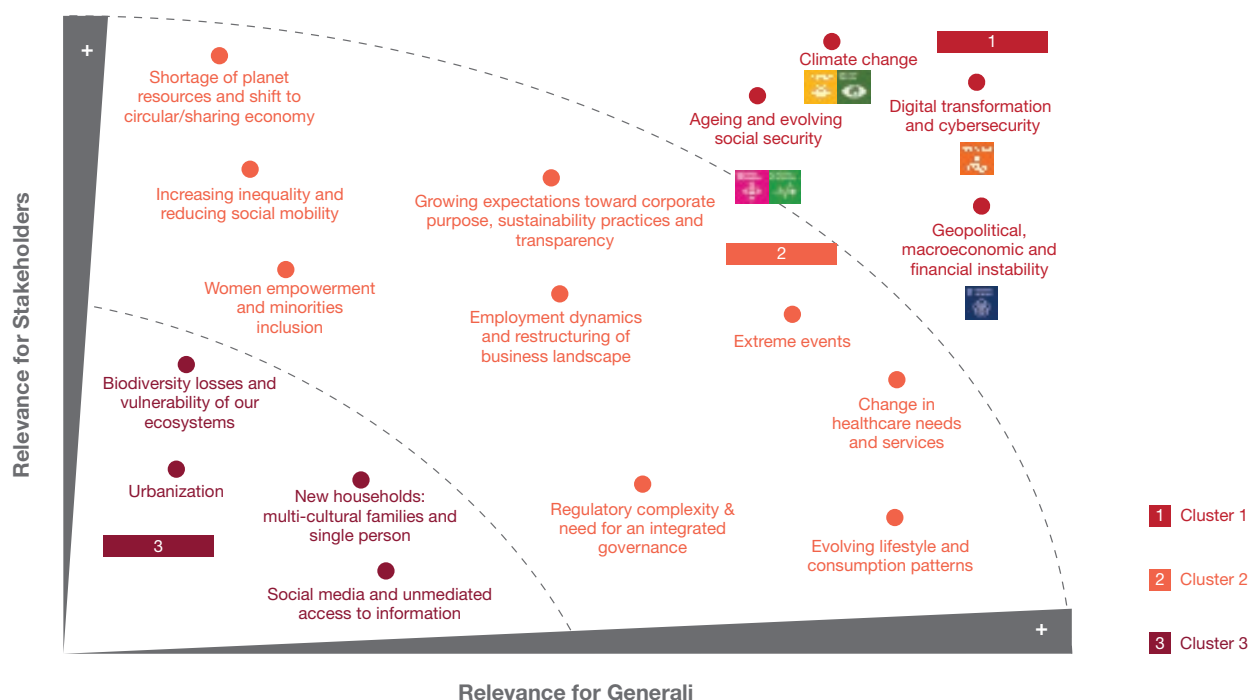 +
Relevance for Stakeholders
Shortage of planet
resources and shift to
circular/sharing economy
Climate change
1
Ageing and evolving
social security
Digital transformation
and cybersecurity
Increasing inequality and
reducing social mobility
Growing expectations toward corporate
purpose, sustainability practices and
transparency
Geopolitical,
macroeconomic and
financial instability
2
Women empowerment
and minorities
inclusion
Employment dynamics
and restructuring of
business landscape
Extreme events
Biodiversity losses and
vulnerability of our
ecosystems
Change in
healthcare needs
and services
Urbanization
New households:
multi-cultural families and
single person
Regulatory complexity &
need for an integrated
governance
Evolving lifestyle and
consumption patterns
3
Social media and unmediated
access to information
+
Relevance for Generali
1 Cluster 1
2 Cluster 2
3 Cluster 3